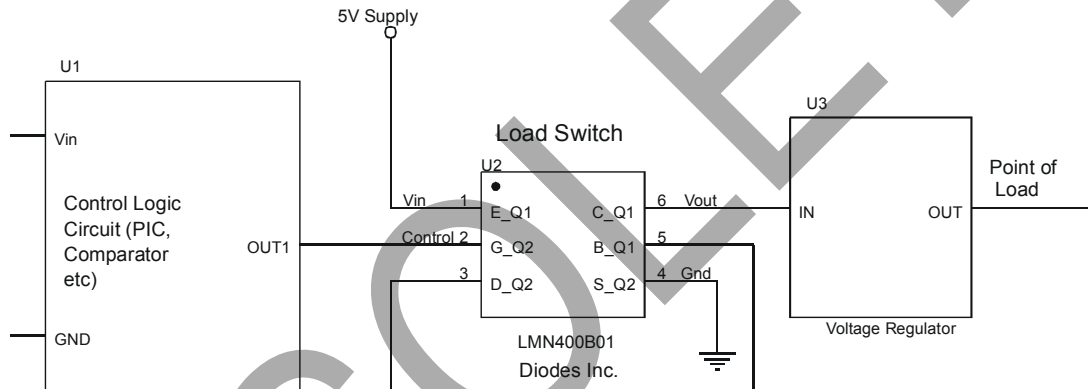 5V Supply
U1
Vin
Control Logic
Circuit (PIC,
Comparator
etc)
OUT1
GND
Load Switch
U2
Vin 1
E_Q1
C_Q1
6 Vout
Control 2
G_Q2
B_Q1
5
3
D_Q2
S_Q2
4 Gnd
LMN400B01
Diodes Inc.
U3
IN
OUT
Voltage Regulator
Point of
Load